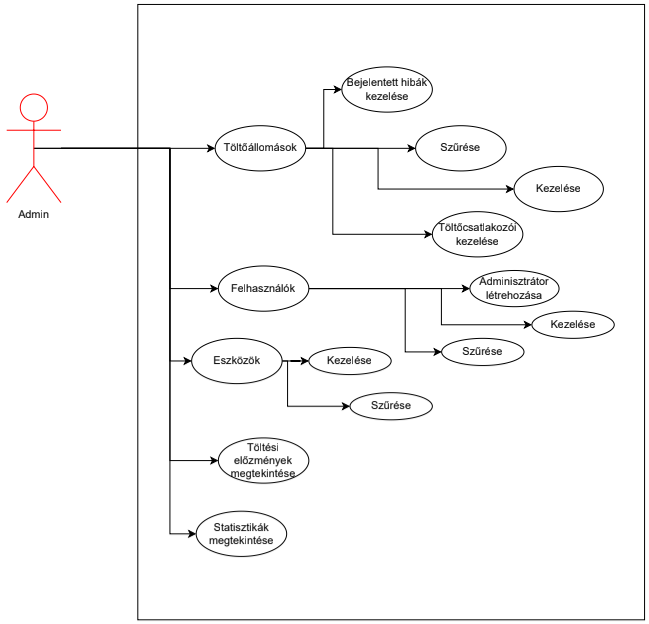 Admin
Bejelentett hibák
kezelése
Töltőállomások
Szűrése
Kezelése
Töltőcsatlakozói
kezelése
Felhasználók
Adminisztrátor
létrehozása
Kezelése
Szűrése
Eszközök
Kezelése
Szűrése
Töltési
előzmények
megtekintése
Statisztikák
megtekintése